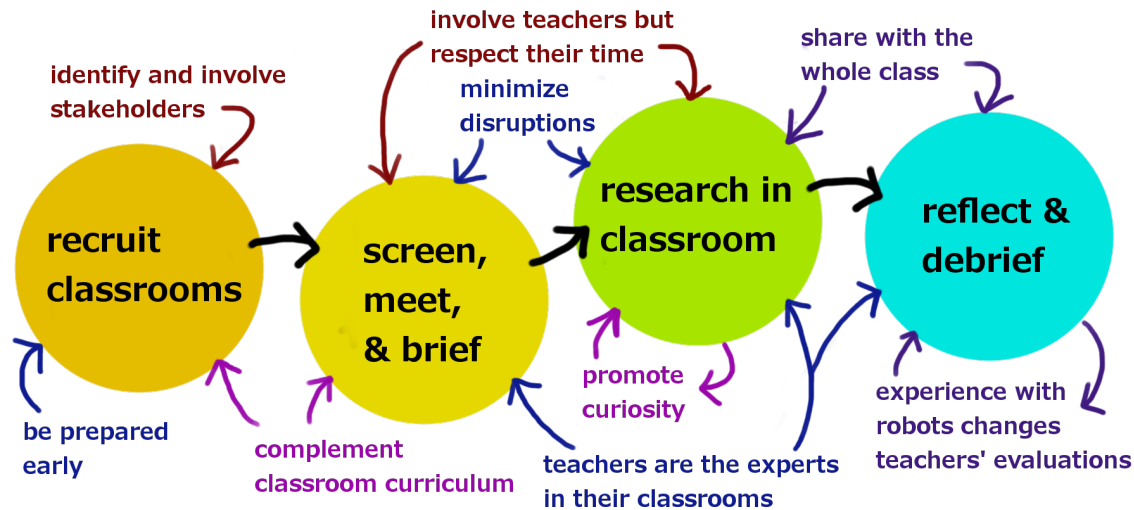 involve teachers but
respect their time
share with the
whole class
identify and involve
stakeholders
minimize
disruptions
recruit
classrooms
screen,
meet,
& brief
research in
classroom
reflect &
debrief
be prepared
early
complement
classroom curriculum
promote
curiosity
teachers are the experts
in their classrooms
experience with
robots changes
teachers' evaluations